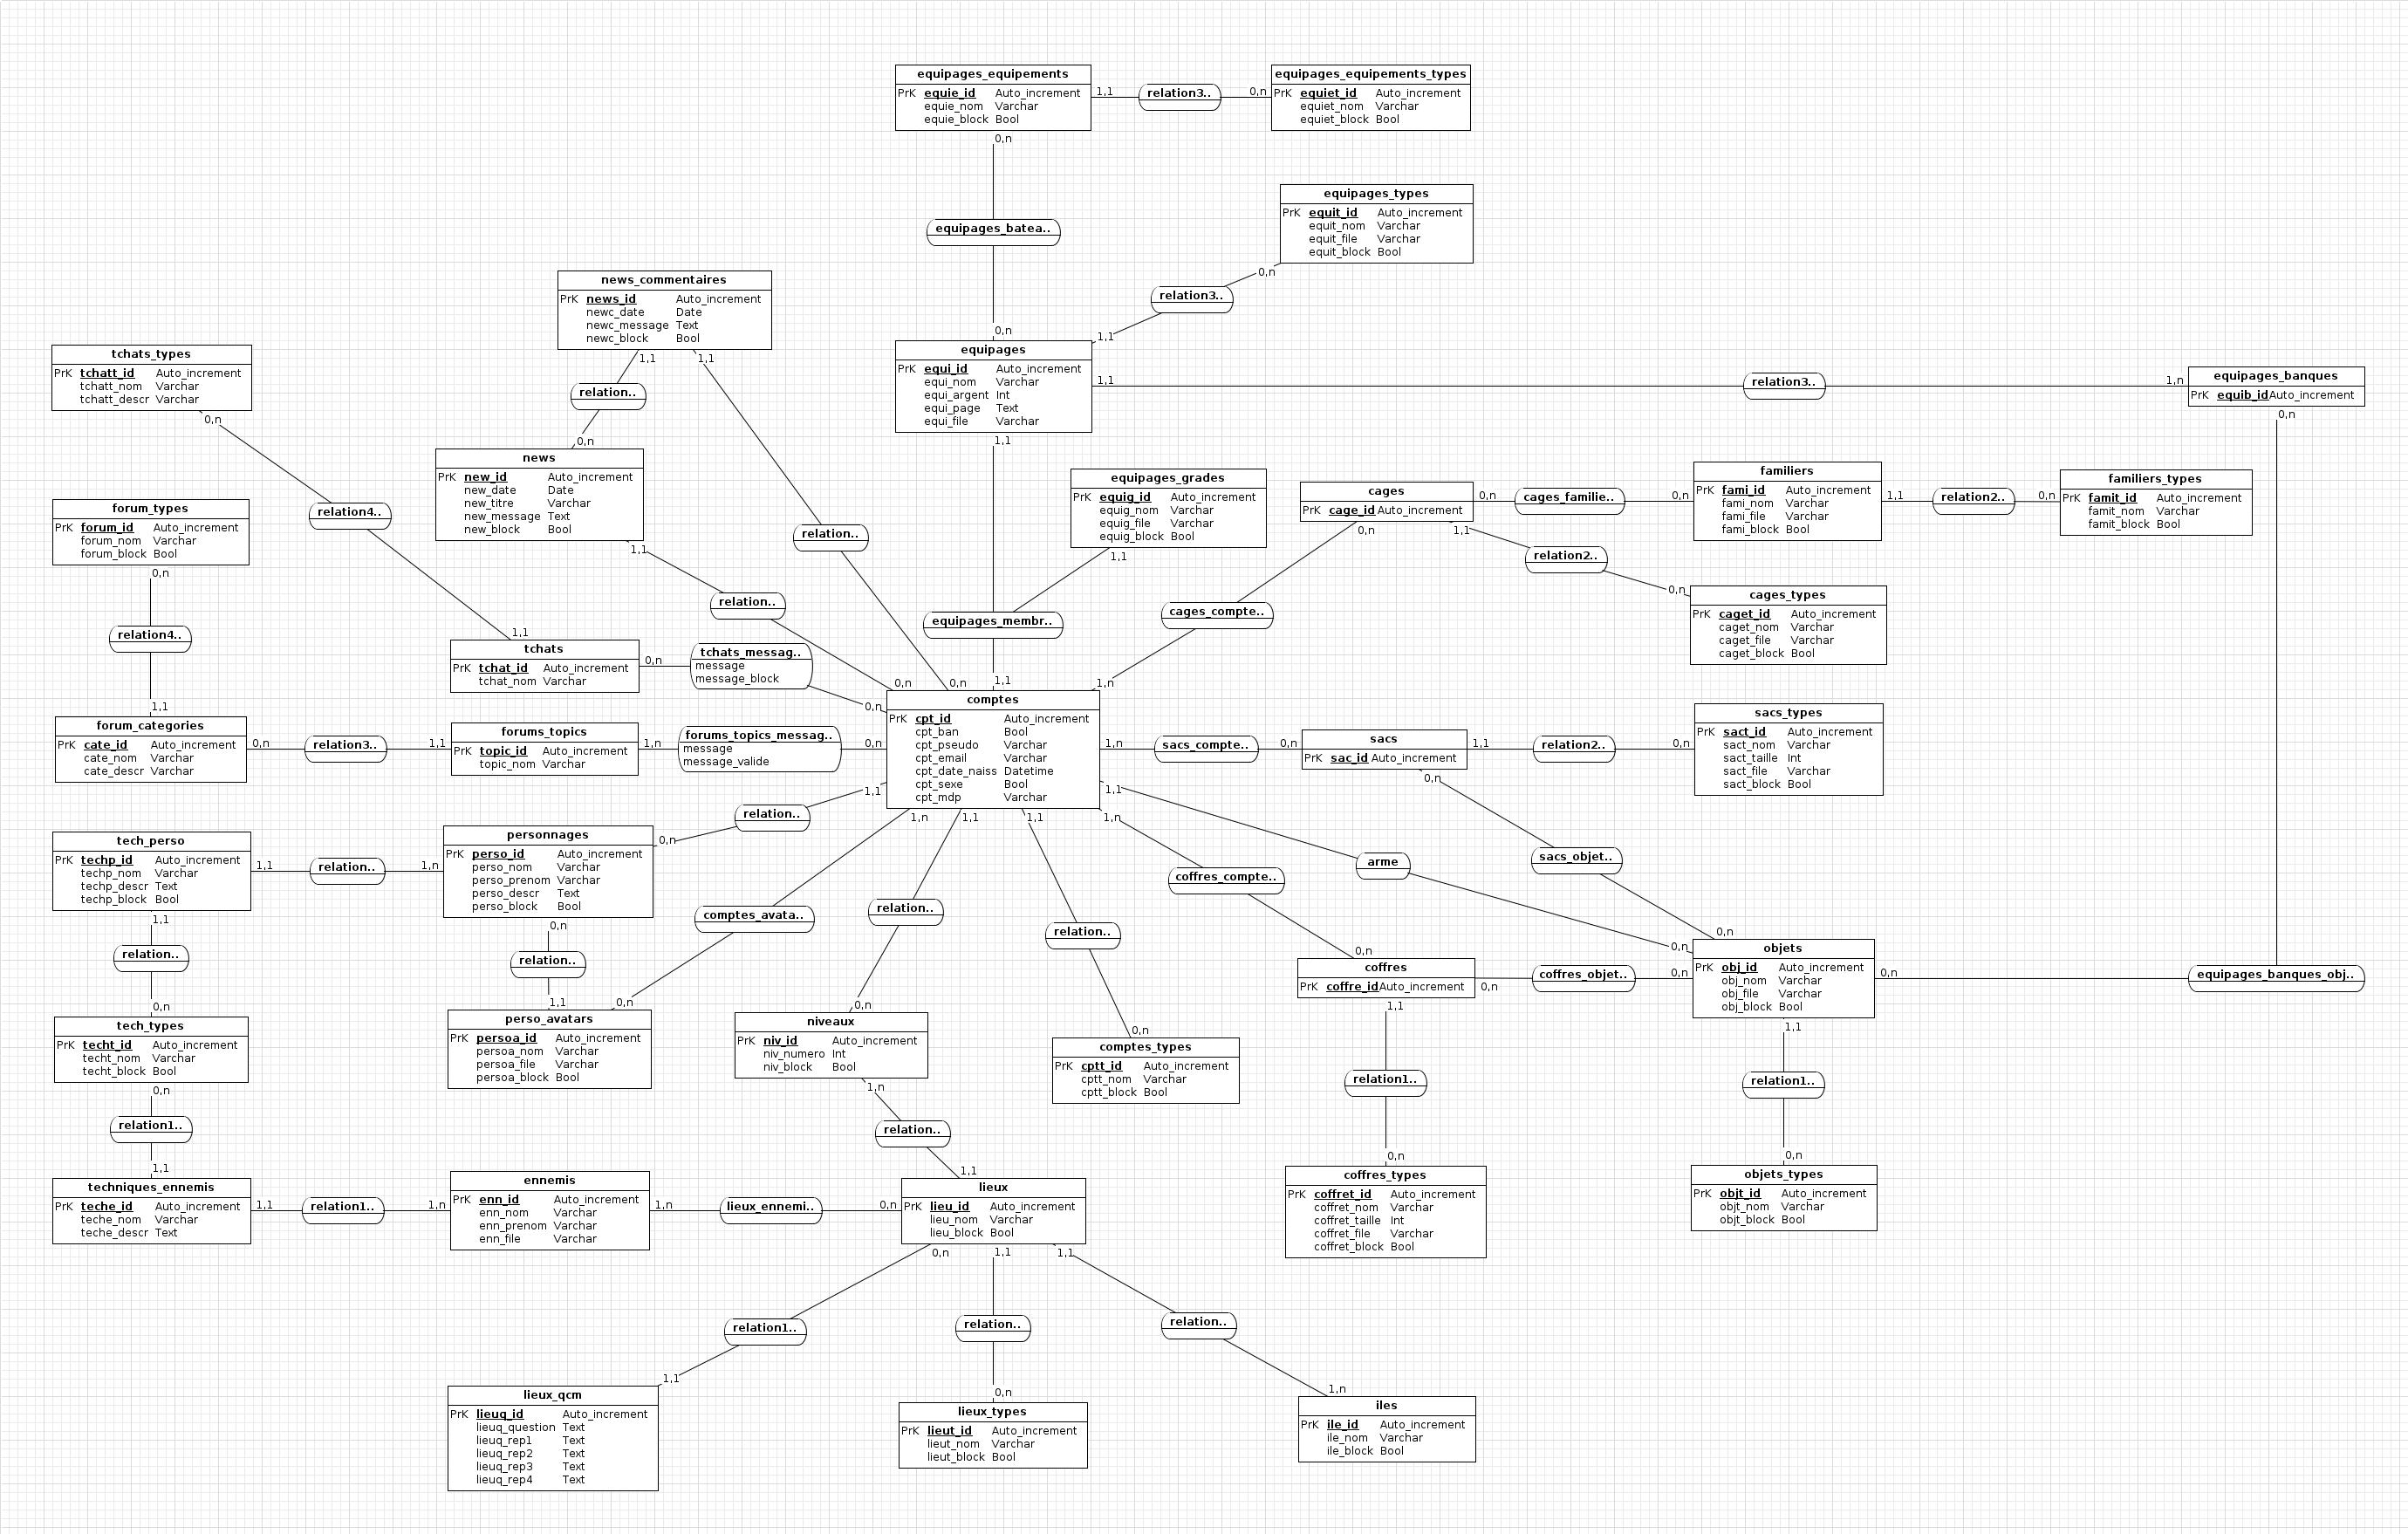 equipages_equipements
PrK equie_id Auto_increment
equie_nom Varchar
equie_block Bool
1,1
relation3..
0,n
equipages_equipements_types
PrK equiet_id Auto_increment
equiet_nom Varchar
equiet_block Bool
0,n
equipages_batea..
0,n
equipages_types
PrK equit_id Auto_increment
equit_nom Varchar
equit_file Varchar
equit_block Bool
0,n
relation3..
1,1
news_commentaires
PrK news_id Auto_increment
newc_date Date
newc_message Text
newc_block Bool
1,1
1,1
relation..
0,n
tchats_types
PrK tchatt_id Auto_increment
tchatt_nom Varchar
tchatt_descr Varchar
0,n
relation4..
1,1
equipages
PrK equi_id Auto_increment
equi_nom Varchar
equi_argent Int
equi_page Text
equi_file Varchar
1,1
relation3..
1,n
equipages_banques
PrK equib_id Auto_increment
0,n
1,1
news
PrK new_id Auto_increment
new_date Date
new_titre Varchar
new_message Text
new_block Bool
1,1
relation..
0,n
relation..
0,n
equipages_grades
PrK equig_id Auto_increment
equig_nom Varchar
equig_file Varchar
equig_block Bool
1,1
equipages_membr..
1,1
cages
PrK cage_id Auto_increment
0,n
cages_familie..
0,n
familiers
PrK fami_id Auto_increment
fami_nom Varchar
fami_file Varchar
fami_block Bool
1,1
relation2..
0,n
familiers_types
PrK famit_id Auto_increment
famit_nom Varchar
famit_block Bool
0,n
cages_compte..
1,n
1,1
relation2..
0,n
cages_types
PrK caget_id Auto_increment
caget_nom Varchar
caget_file Varchar
caget_block Bool
forum_types
PrK forum_id Auto_increment
forum_nom Varchar
forum_block Bool
0,n
relation4..
1,1
tchats
PrK tchat_id Auto_increment
tchat_nom Varchar
0,n
tchats_messag..
message
message_block
0,n
comptes
PrK cpt_id Auto_increment
cpt_ban Bool
cpt_pseudo Varchar
cpt_email Varchar
cpt_date_naiss Datetime
cpt_sexe Bool
cpt_mdp Varchar
forum_categories
PrK cate_id Auto_increment
cate_nom Varchar
cate_descr Varchar
0,n
relation3..
1,1
forums_topics
PrK topic_id Auto_increment
topic_nom Varchar
1,n
forums_topics_messag..
message
message_valide
0,n
1,n
sacs_compte..
0,n
sacs
PrK sac_id Auto_increment
1,1
relation2..
0,n
sacs_types
PrK sact_id Auto_increment
sact_nom Varchar
sact_taille Int
sact_file Varchar
sact_block Bool
0,n
sacs_objet..
0,n
1,1
relation..
0,n
1,n
comptes_avata..
0,n
1,1
relation..
0,n
1,1
relation..
0,n
1,n
coffres_compte..
0,n
1,1
arme
0,n
tech_perso
PrK techp_id Auto_increment
techp_nom Varchar
techp_descr Text
techp_block Bool
1,1
relation..
1,n
personnages
PrK perso_id Auto_increment
perso_nom Varchar
perso_prenom Varchar
perso_descr Text
perso_block Bool
0,n
relation..
1,1
1,1
relation..
0,n
coffres
PrK coffre_id Auto_increment
0,n
coffres_objet..
0,n
objets
PrK obj_id Auto_increment
obj_nom Varchar
obj_file Varchar
obj_block Bool
0,n
equipages_banques_obj..
tech_types
PrK techt_id Auto_increment
techt_nom Varchar
techt_block Bool
0,n
relation1..
1,1
perso_avatars
PrK persoa_id Auto_increment
persoa_nom Varchar
persoa_file Varchar
persoa_block Bool
niveaux
PrK niv_id Auto_increment
niv_numero Int
niv_block Bool
1,n
relation..
1,1
comptes_types
PrK cptt_id Auto_increment
cptt_nom Varchar
cptt_block Bool
1,1
relation1..
0,n
1,1
relation1..
0,n
techniques_ennemis
PrK teche_id Auto_increment
teche_nom Varchar
teche_descr Text
1,1
relation1..
1,n
ennemis
PrK enn_id Auto_increment
enn_nom Varchar
enn_prenom Varchar
enn_file Varchar
1,n
lieux_ennemi..
0,n
lieux
PrK lieu_id Auto_increment
lieu_nom Varchar
lieu_block Bool
coffres_types
PrK coffret_id Auto_increment
coffret_nom Varchar
coffret_taille Int
coffret_file Varchar
coffret_block Bool
objets_types
PrK objt_id Auto_increment
objt_nom Varchar
objt_block Bool
0,n
relation1..
1,1
1,1
relation..
0,n
1,1
relation..
1,n
lieux_qcm
PrK lieuq_id Auto_increment
lieuq_question Text
lieuq_rep1 Text
lieuq_rep2 Text
lieuq_rep3 Text
lieuq_rep4 Text
lieux_types
PrK lieut_id Auto_increment
lieut_nom Varchar
lieut_block Bool
iles
PrK ile_id Auto_increment
ile_nom Varchar
ile_block Bool